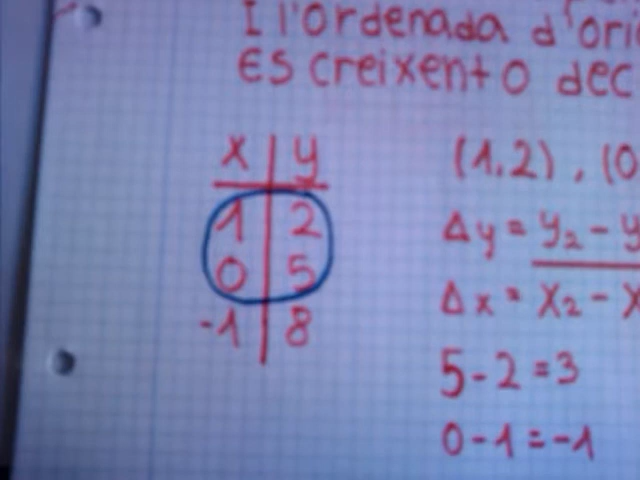 I l'Ordenada d'ori
ES creixent o dec
x y
1 2
0 5
-1 8
(1,2), (0
Δy = y₂ - y
Δx = x₂ - x
5 - 2 = 3
0 - 1 = -1